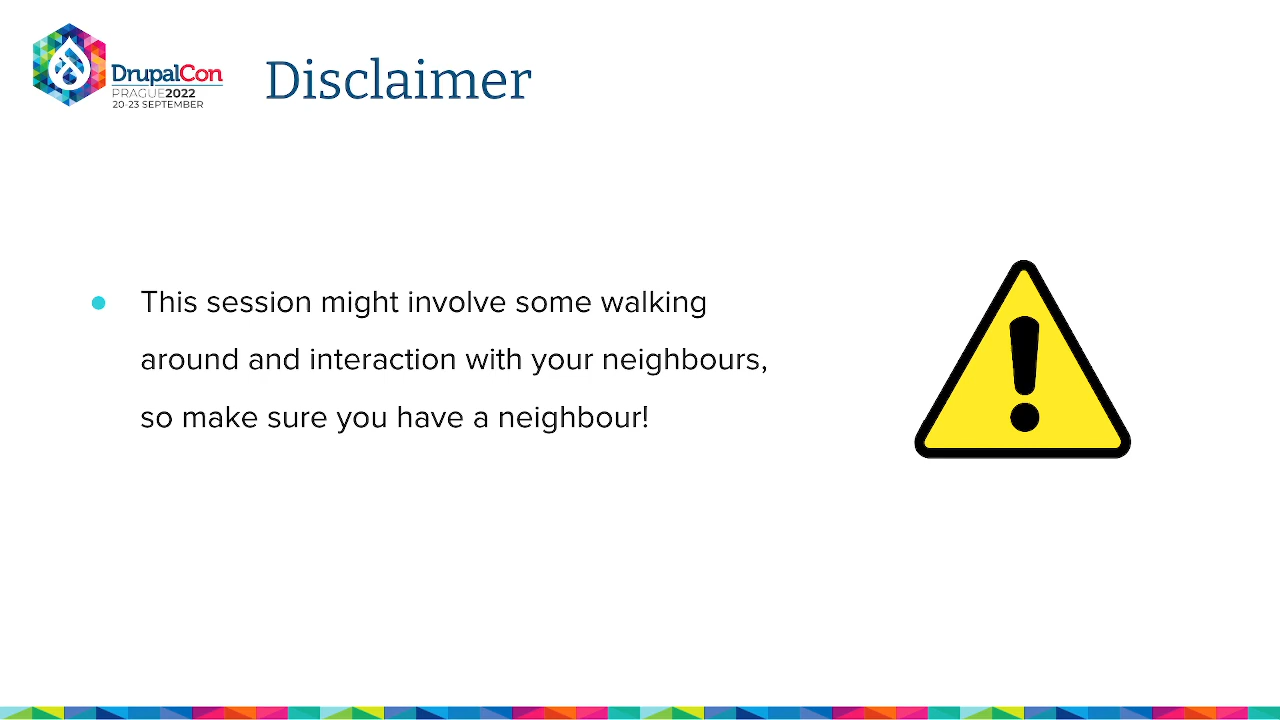 DrupalCon
PRAGUE2022
20-23 SEPTEMBER
Disclaimer
This session might involve some walking
around and interaction with your neighbours,
so make sure you have a neighbour!